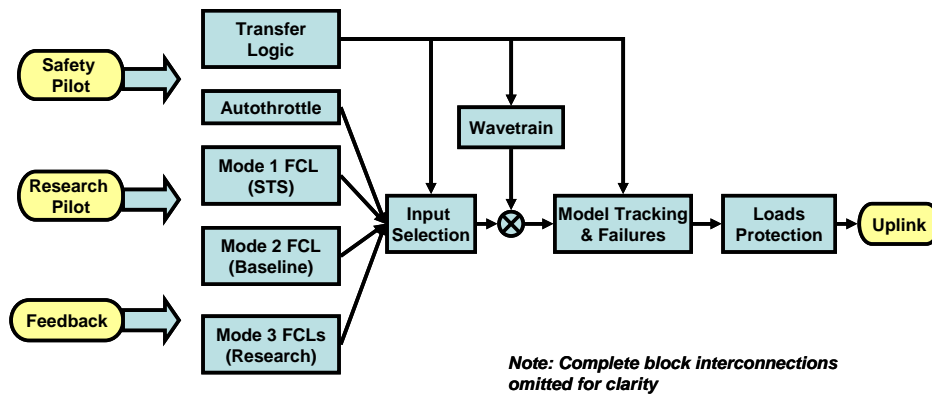 Transfer
Logic
Safety
Pilot
Autothrottle
Wavetrain
Mode 1 FCL
(STS)
Research
Pilot
Input
Selection
Model Tracking
& Failures
Loads
Protection
Uplink
Mode 2 FCL
(Baseline)
Feedback
Mode 3 FCLs
(Research)
Note: Complete block interconnections
omitted for clarity